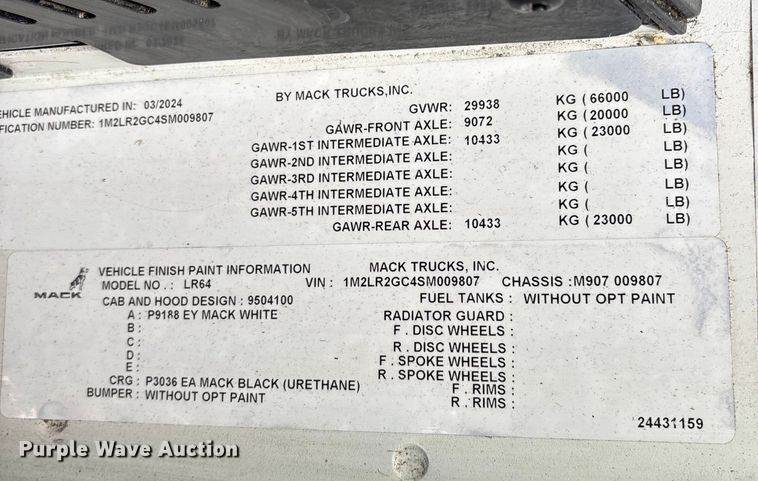 BY MACK TRUCKS, INC.
EHICLE MANUFACTURED IN: 03/2024
IFICATION NUMBER: 1M2LR2GC4SM009807
GVWR: 29938 KG ( 66000 LB)
GAWR-FRONT AXLE: 9072 KG ( 20000 LB)
GAWR-1ST INTERMEDIATE AXLE: 10433 KG ( 23000 LB)
GAWR-2ND INTERMEDIATE AXLE: KG ( LB)
GAWR-3RD INTERMEDIATE AXLE: KG ( LB)
GAWR-4TH INTERMEDIATE AXLE: KG ( LB)
GAWR-5TH INTERMEDIATE AXLE: KG ( LB)
GAWR-REAR AXLE: 10433 KG ( 23000 LB)
MACK
VEHICLE FINISH PAINT INFORMATION MACK TRUCKS, INC.
MODEL NO. : LR64 VIN : 1M2LR2GC4SM009807 CHASSIS : M907 009807
CAB AND HOOD DESIGN : 9504100 FUEL TANKS : WITHOUT OPT PAINT
A : P9188 EY MACK WHITE RADIATOR GUARD :
B : F . DISC WHEELS :
C : R . DISC WHEELS :
D : F . SPOKE WHEELS :
E : R . SPOKE WHEELS :
CRG : P3036 EA MACK BLACK (URETHANE) F . RIMS :
BUMPER : WITHOUT OPT PAINT R . RIMS :
24431159
Purple Wave Auction